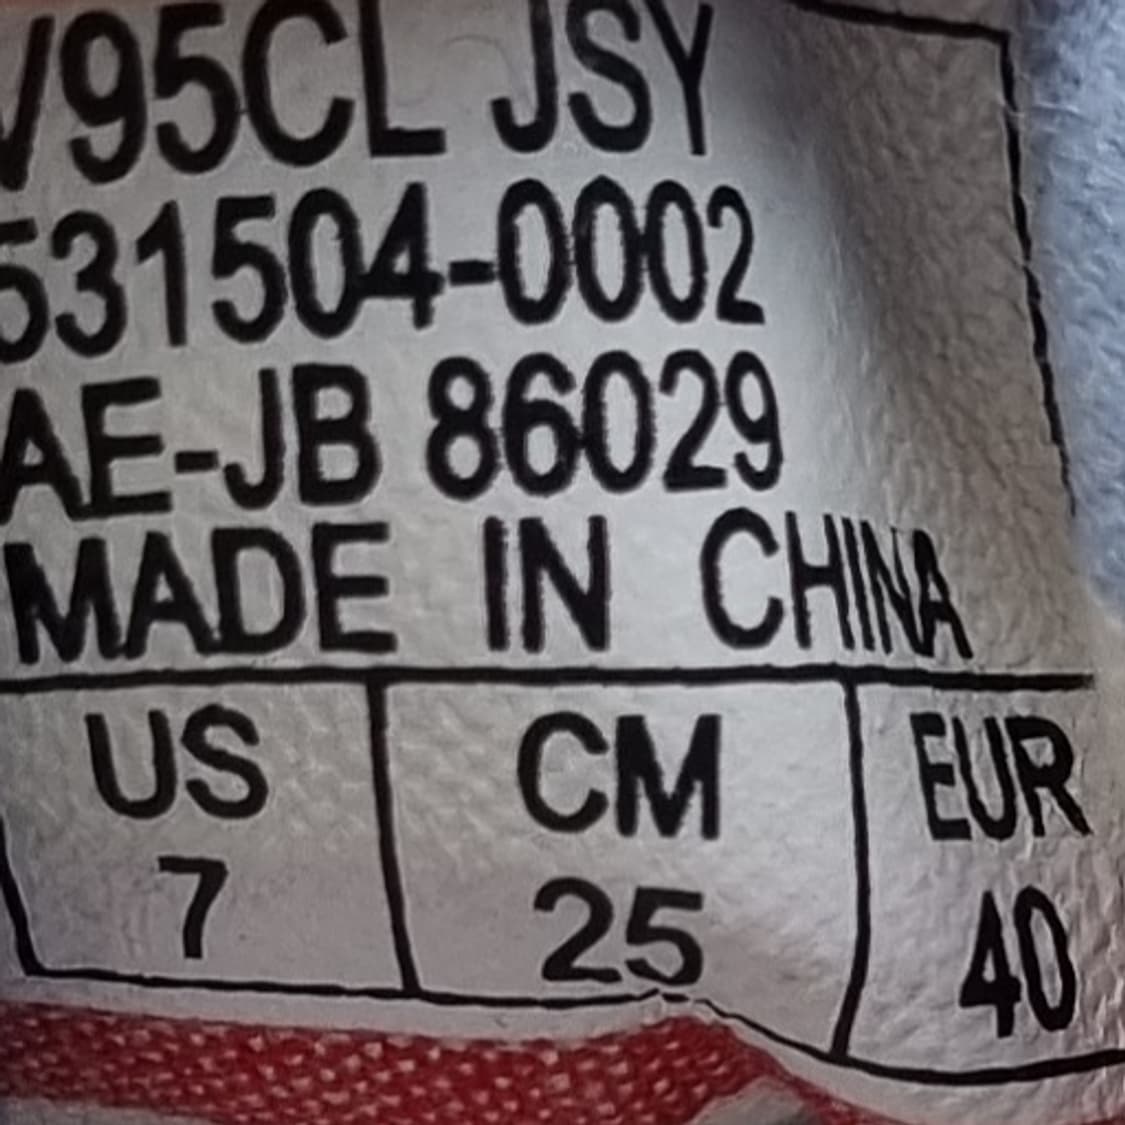 V95CL JSY
531504-0002
AE-JB 86029
MADE IN CHINA
US CM EUR
7 25 40